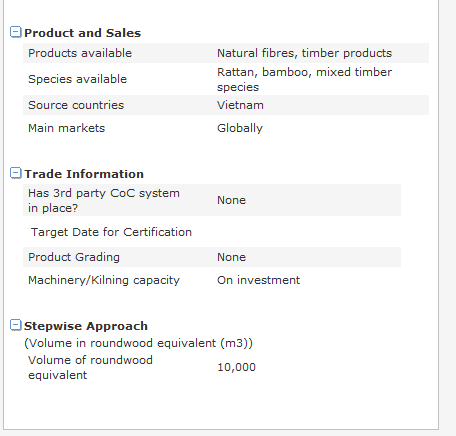 Product and Sales
Products available Natural fibres, timber products
Species available Rattan, bamboo, mixed timber
species
Source countries Vietnam
Main markets Globally
Trade Information
Has 3rd party CoC system
in place? None
Target Date for Certification
Product Grading None
Machinery/Kilning capacity On investment
Stepwise Approach
(Volume in roundwood equivalent (m3))
Volume of roundwood
equivalent 10,000